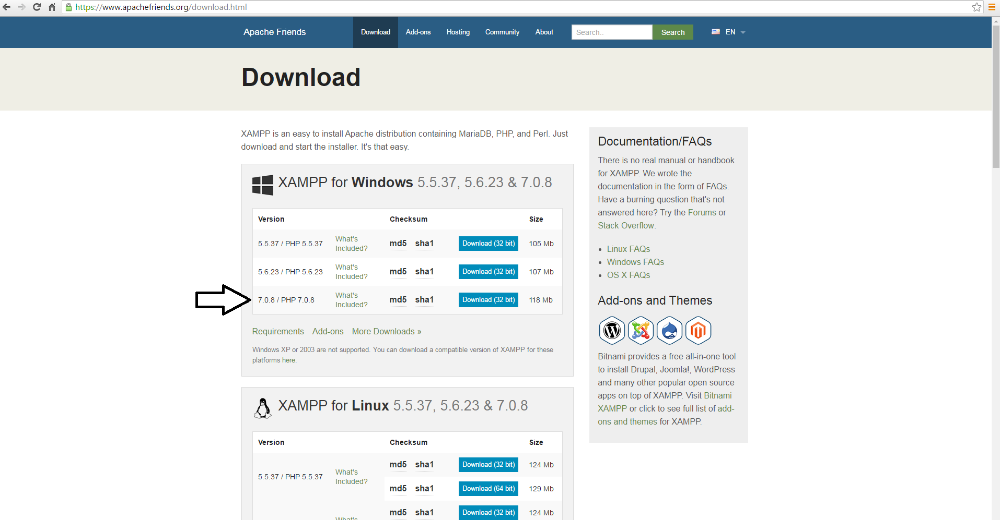 https://www.apachefriends.org/download.html
Apache Friends
Download
Add-ons
Hosting
Community
About
Search..
Search
EN
Download
XAMPP is an easy to install Apache distribution containing MariaDB, PHP, and Perl. Just
download and start the installer. It's that easy.
XAMPP for Windows 5.5.37, 5.6.23 & 7.0.8
Version Checksum Size
5.5.37 / PHP 5.5.37 What's Included? md5 sha1 Download (32 bit) 105 Mb
5.6.23 / PHP 5.6.23 What's Included? md5 sha1 Download (32 bit) 107 Mb
7.0.8 / PHP 7.0.8 What's Included? md5 sha1 Download (32 bit) 118 Mb
Requirements Add-ons More Downloads »
Windows XP or 2003 are not supported. You can download a compatible version of XAMPP for these
platforms here.
XAMPP for Linux 5.5.37, 5.6.23 & 7.0.8
Version Checksum Size
5.5.37 / PHP 5.5.37 What's Included? md5 sha1 Download (32 bit) 124 Mb
md5 sha1 Download (64 bit) 129 Mb
What's md5 sha1 Download (32 bit) 124 Mb
Documentation/FAQs
There is no real manual or handbook
for XAMPP. We wrote the
documentation in the form of FAQs.
Have a burning question that's not
answered here? Try the Forums or
Stack Overflow.
Linux FAQs
Windows FAQs
OS X FAQs
Add-ons and Themes
Bitnami provides a free all-in-one tool
to install Drupal, Joomla!, WordPress
and many other popular open source
apps on top of XAMPP. Visit Bitnami
XAMPP or click to see full list of add-
ons and themes for XAMPP.